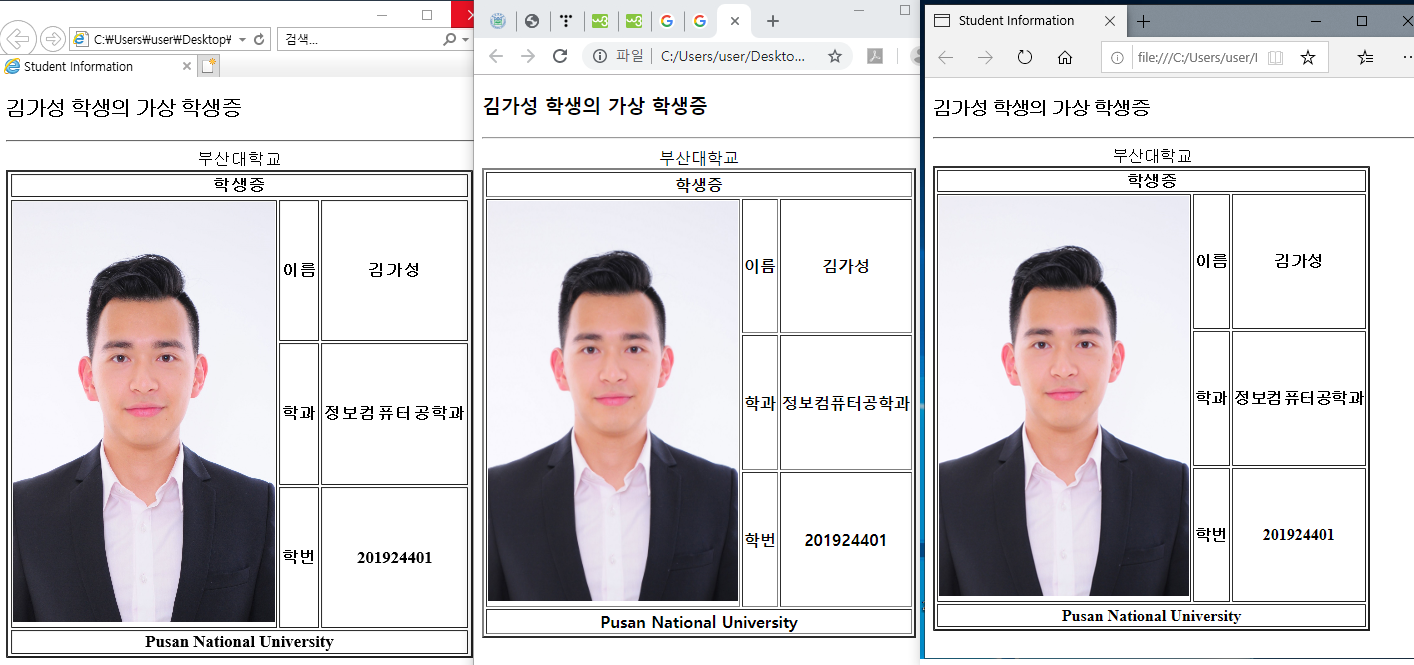 C:₩Users₩user₩Desktop₩
검색...
Student Information
김가성 학생의 가상 학생증
부산대학교
학생증
이름 김가성
학과 정보컴퓨터공학과
학번 201924401
Pusan National University
파일 C:/Users/user/Deskto...
김가성 학생의 가상 학생증
부산대학교
학생증
이름 김가성
학과 정보컴퓨터공학과
학번 201924401
Pusan National University
Student Information
file:///C:/Users/user/
김가성 학생의 가상 학생증
부산대학교
학생증
이름 김가성
학과 정보컴퓨터공학과
학번 201924401
Pusan National University